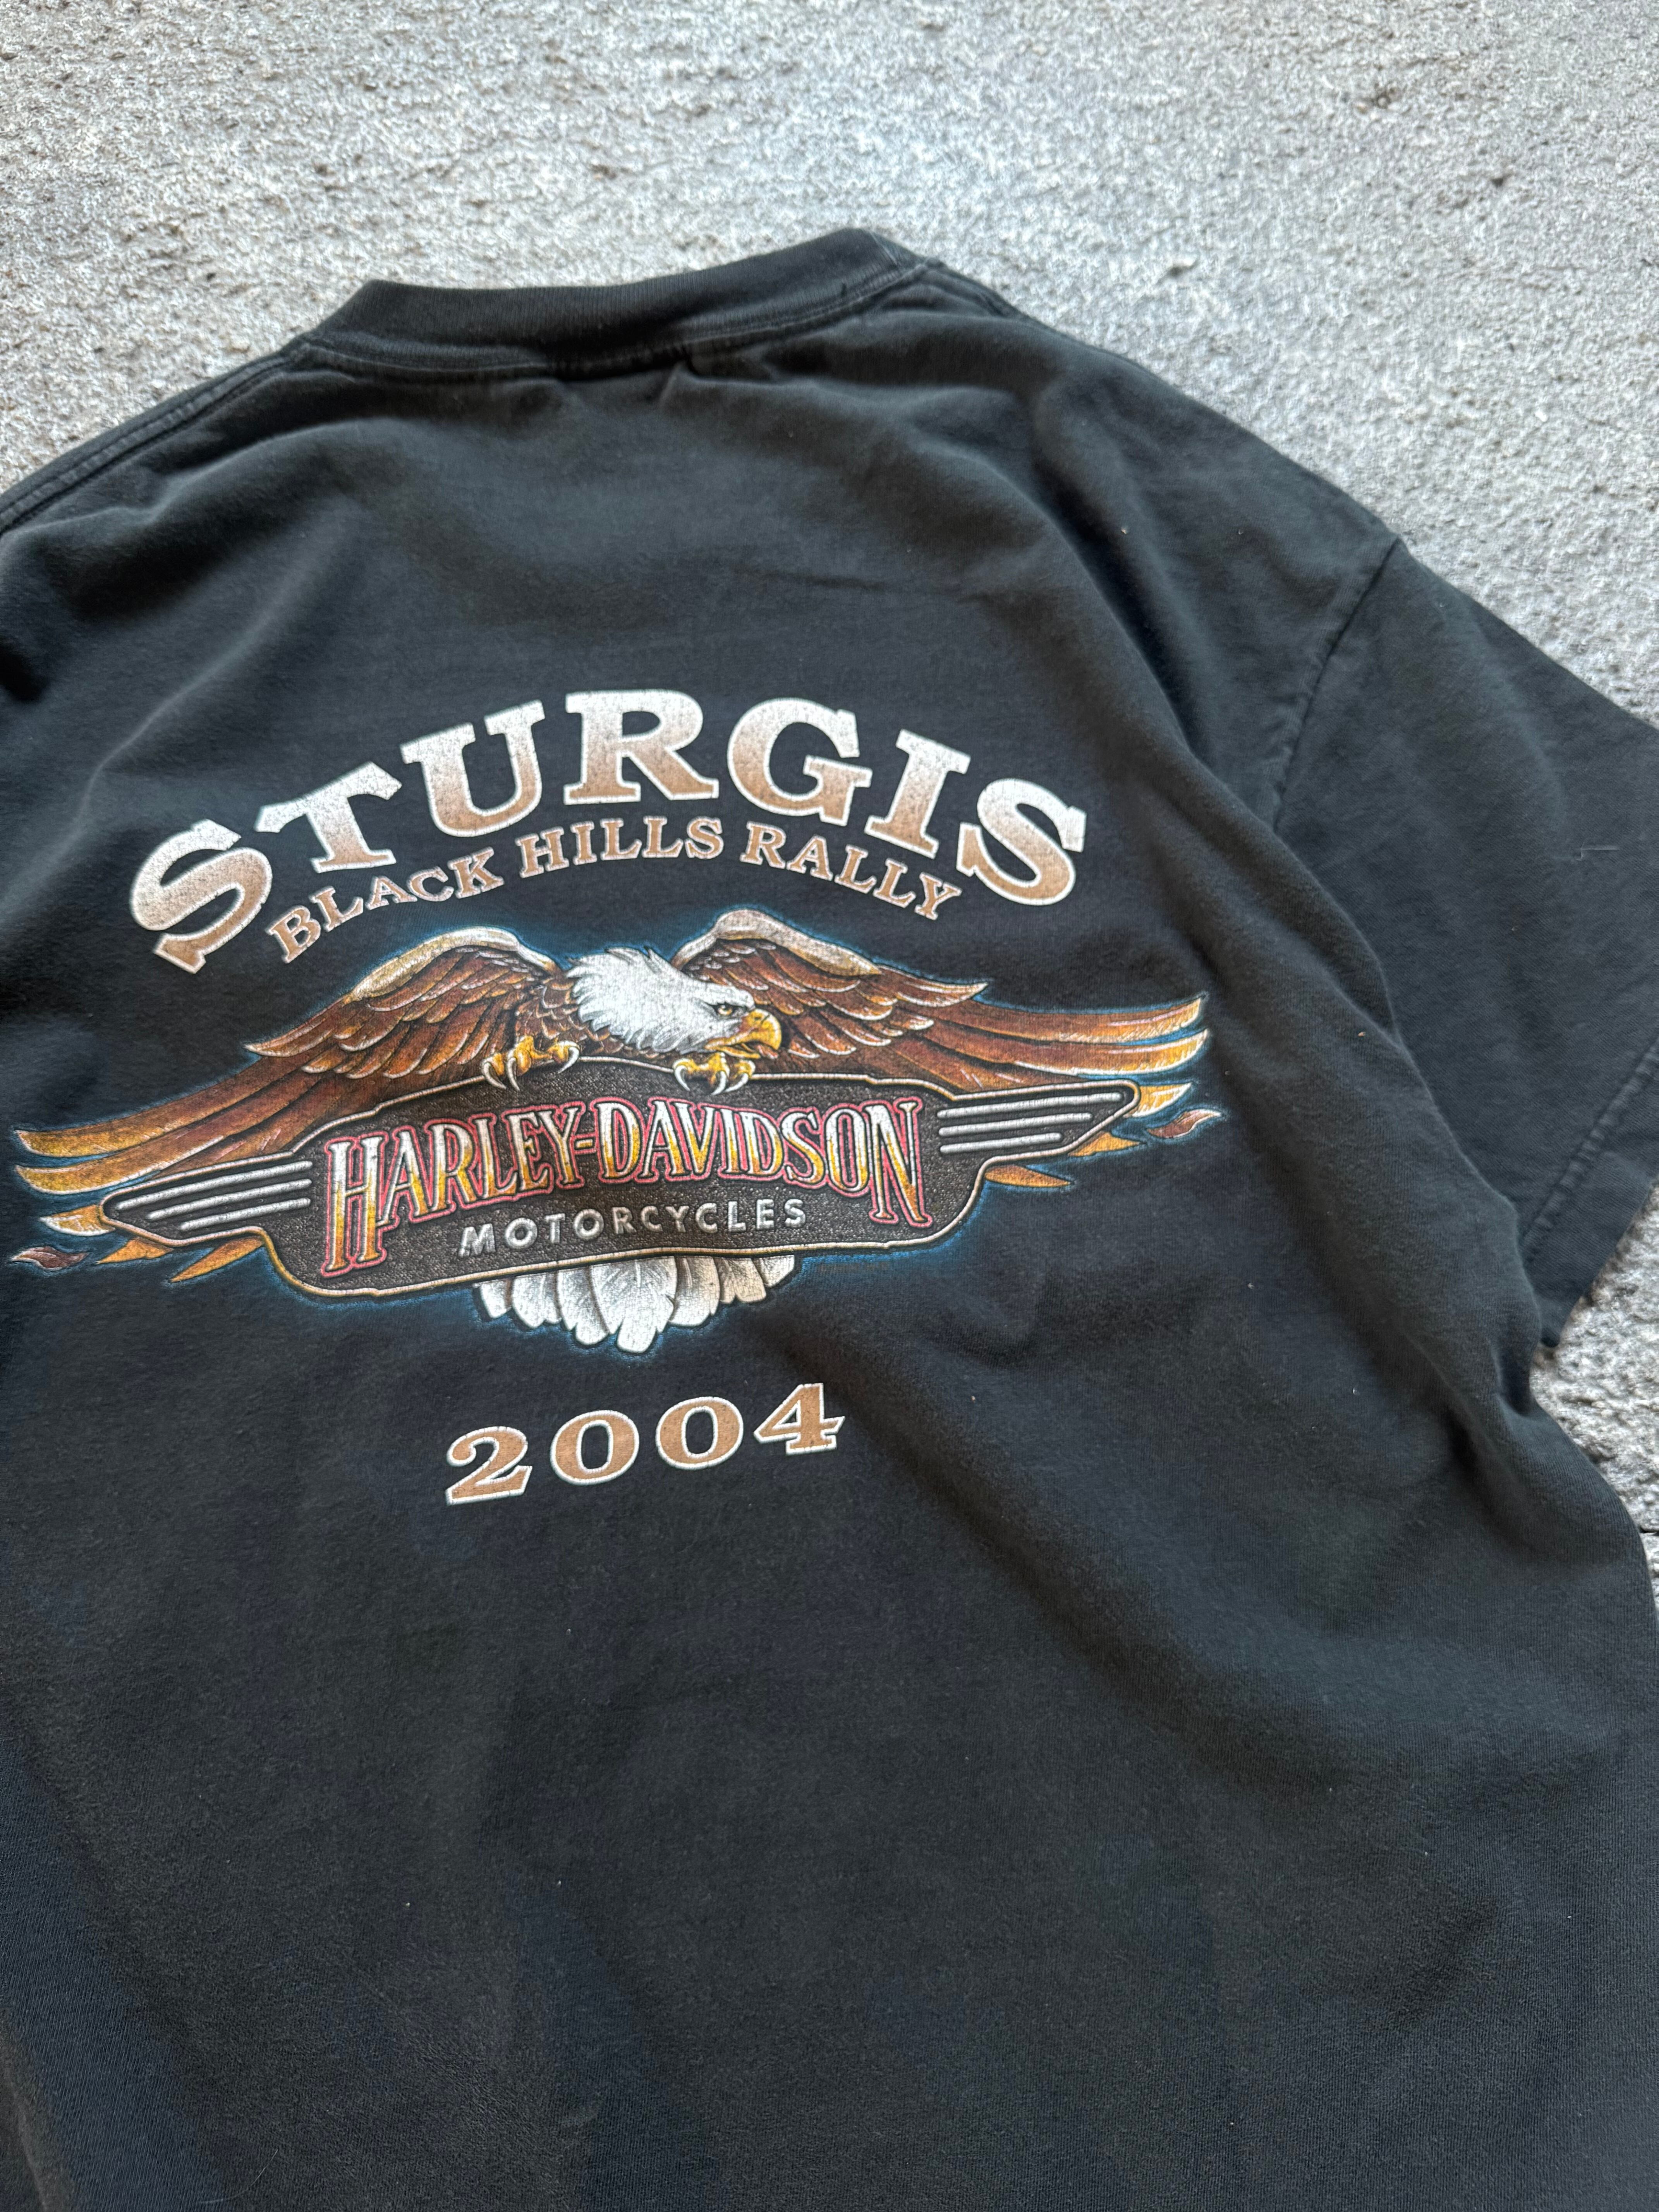 STURGIS
BLACK HILLS RALLY
HARLEY-DAVIDSON
MOTORCYCLES
2004